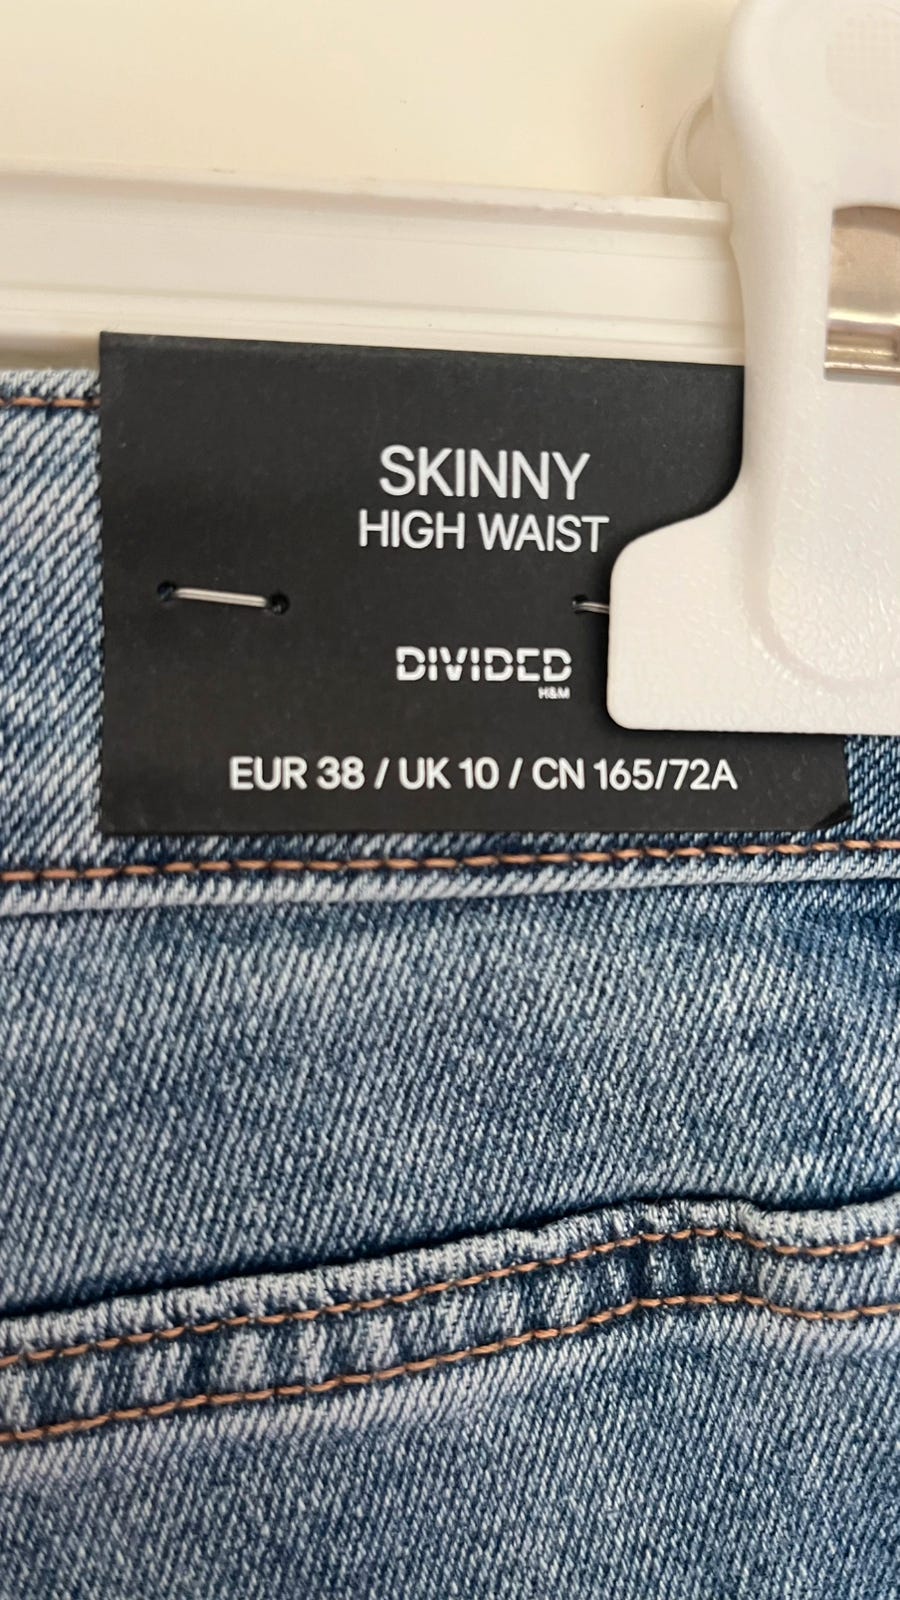 SKINNY
HIGH WAIST
DIVIDED
H&M
EUR 38 / UK 10 / CN 165/72A